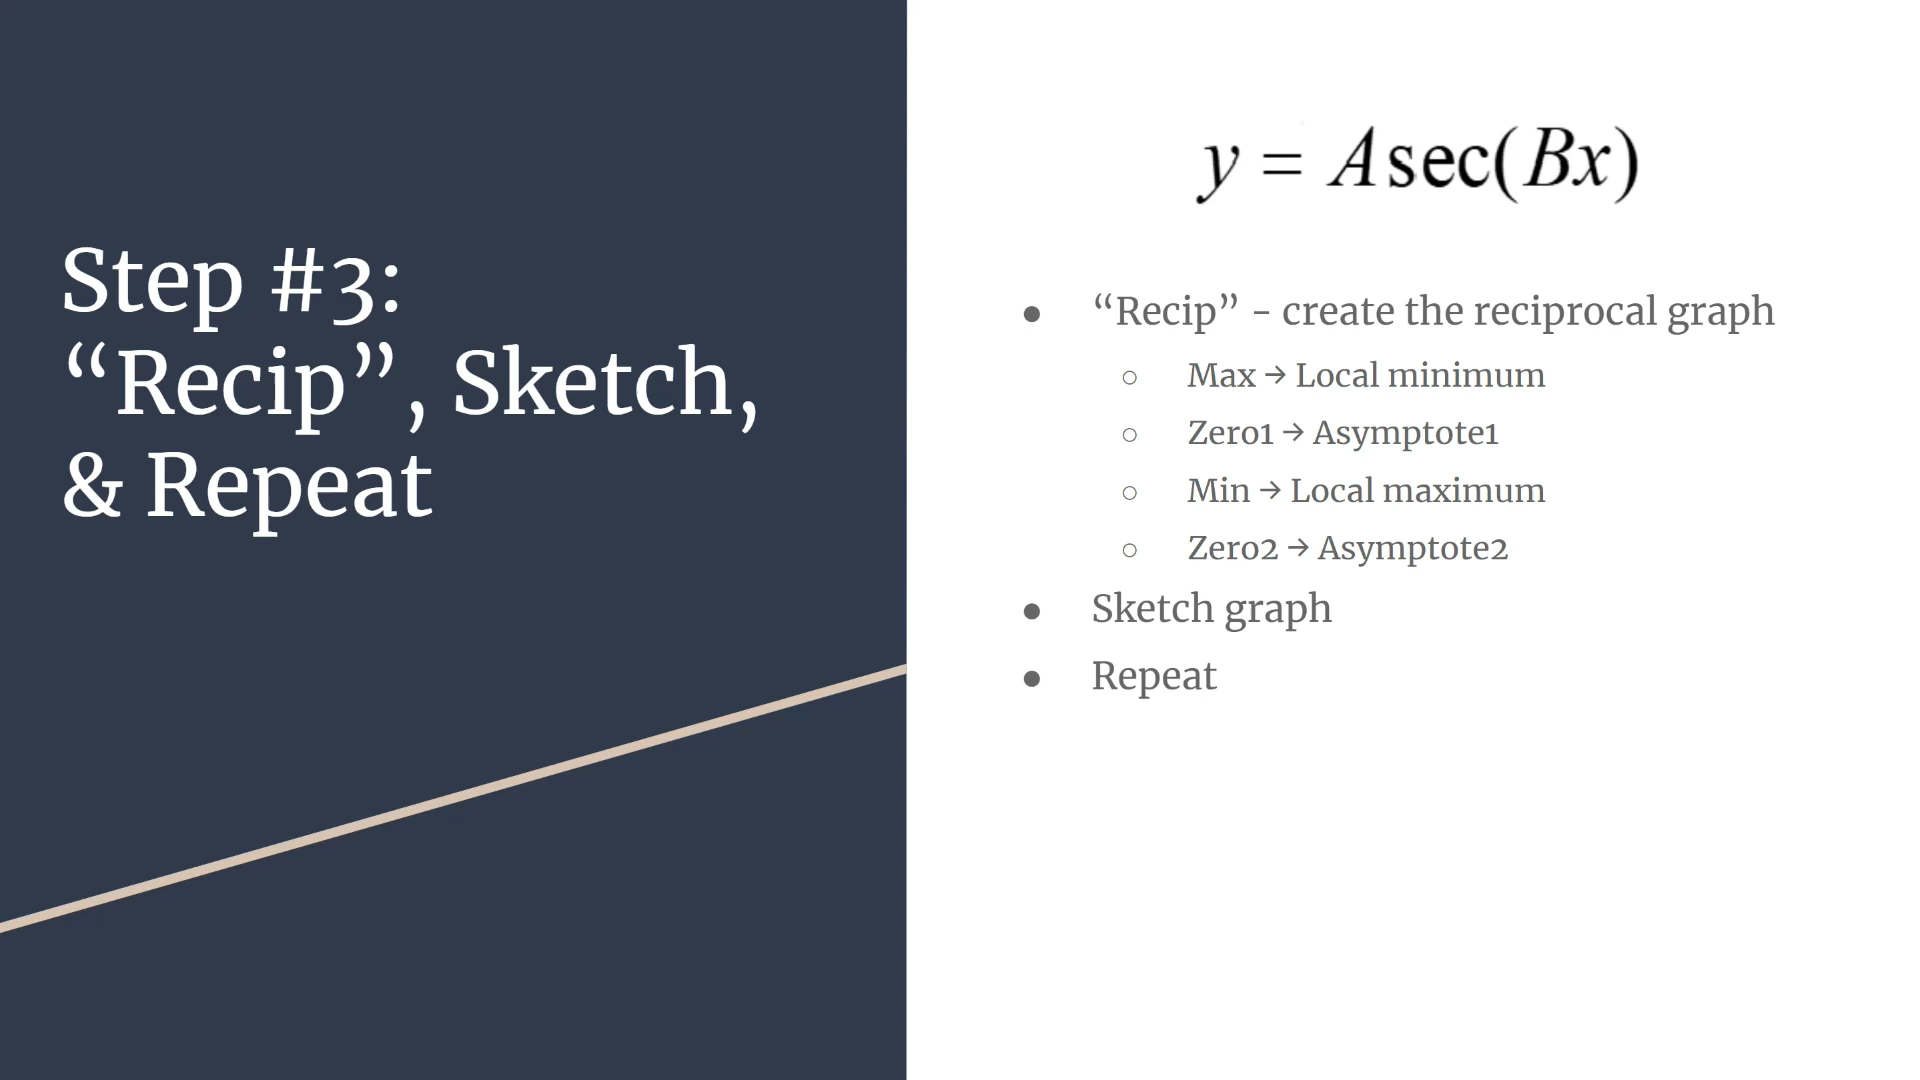 Step #3:
“Recip”, Sketch,
& Repeat
y = A sec(Bx)
● “Recip” - create the reciprocal graph
○ Max → Local minimum
○ Zero1 → Asymptote1
○ Min → Local maximum
○ Zero2 → Asymptote2
● Sketch graph
● Repeat